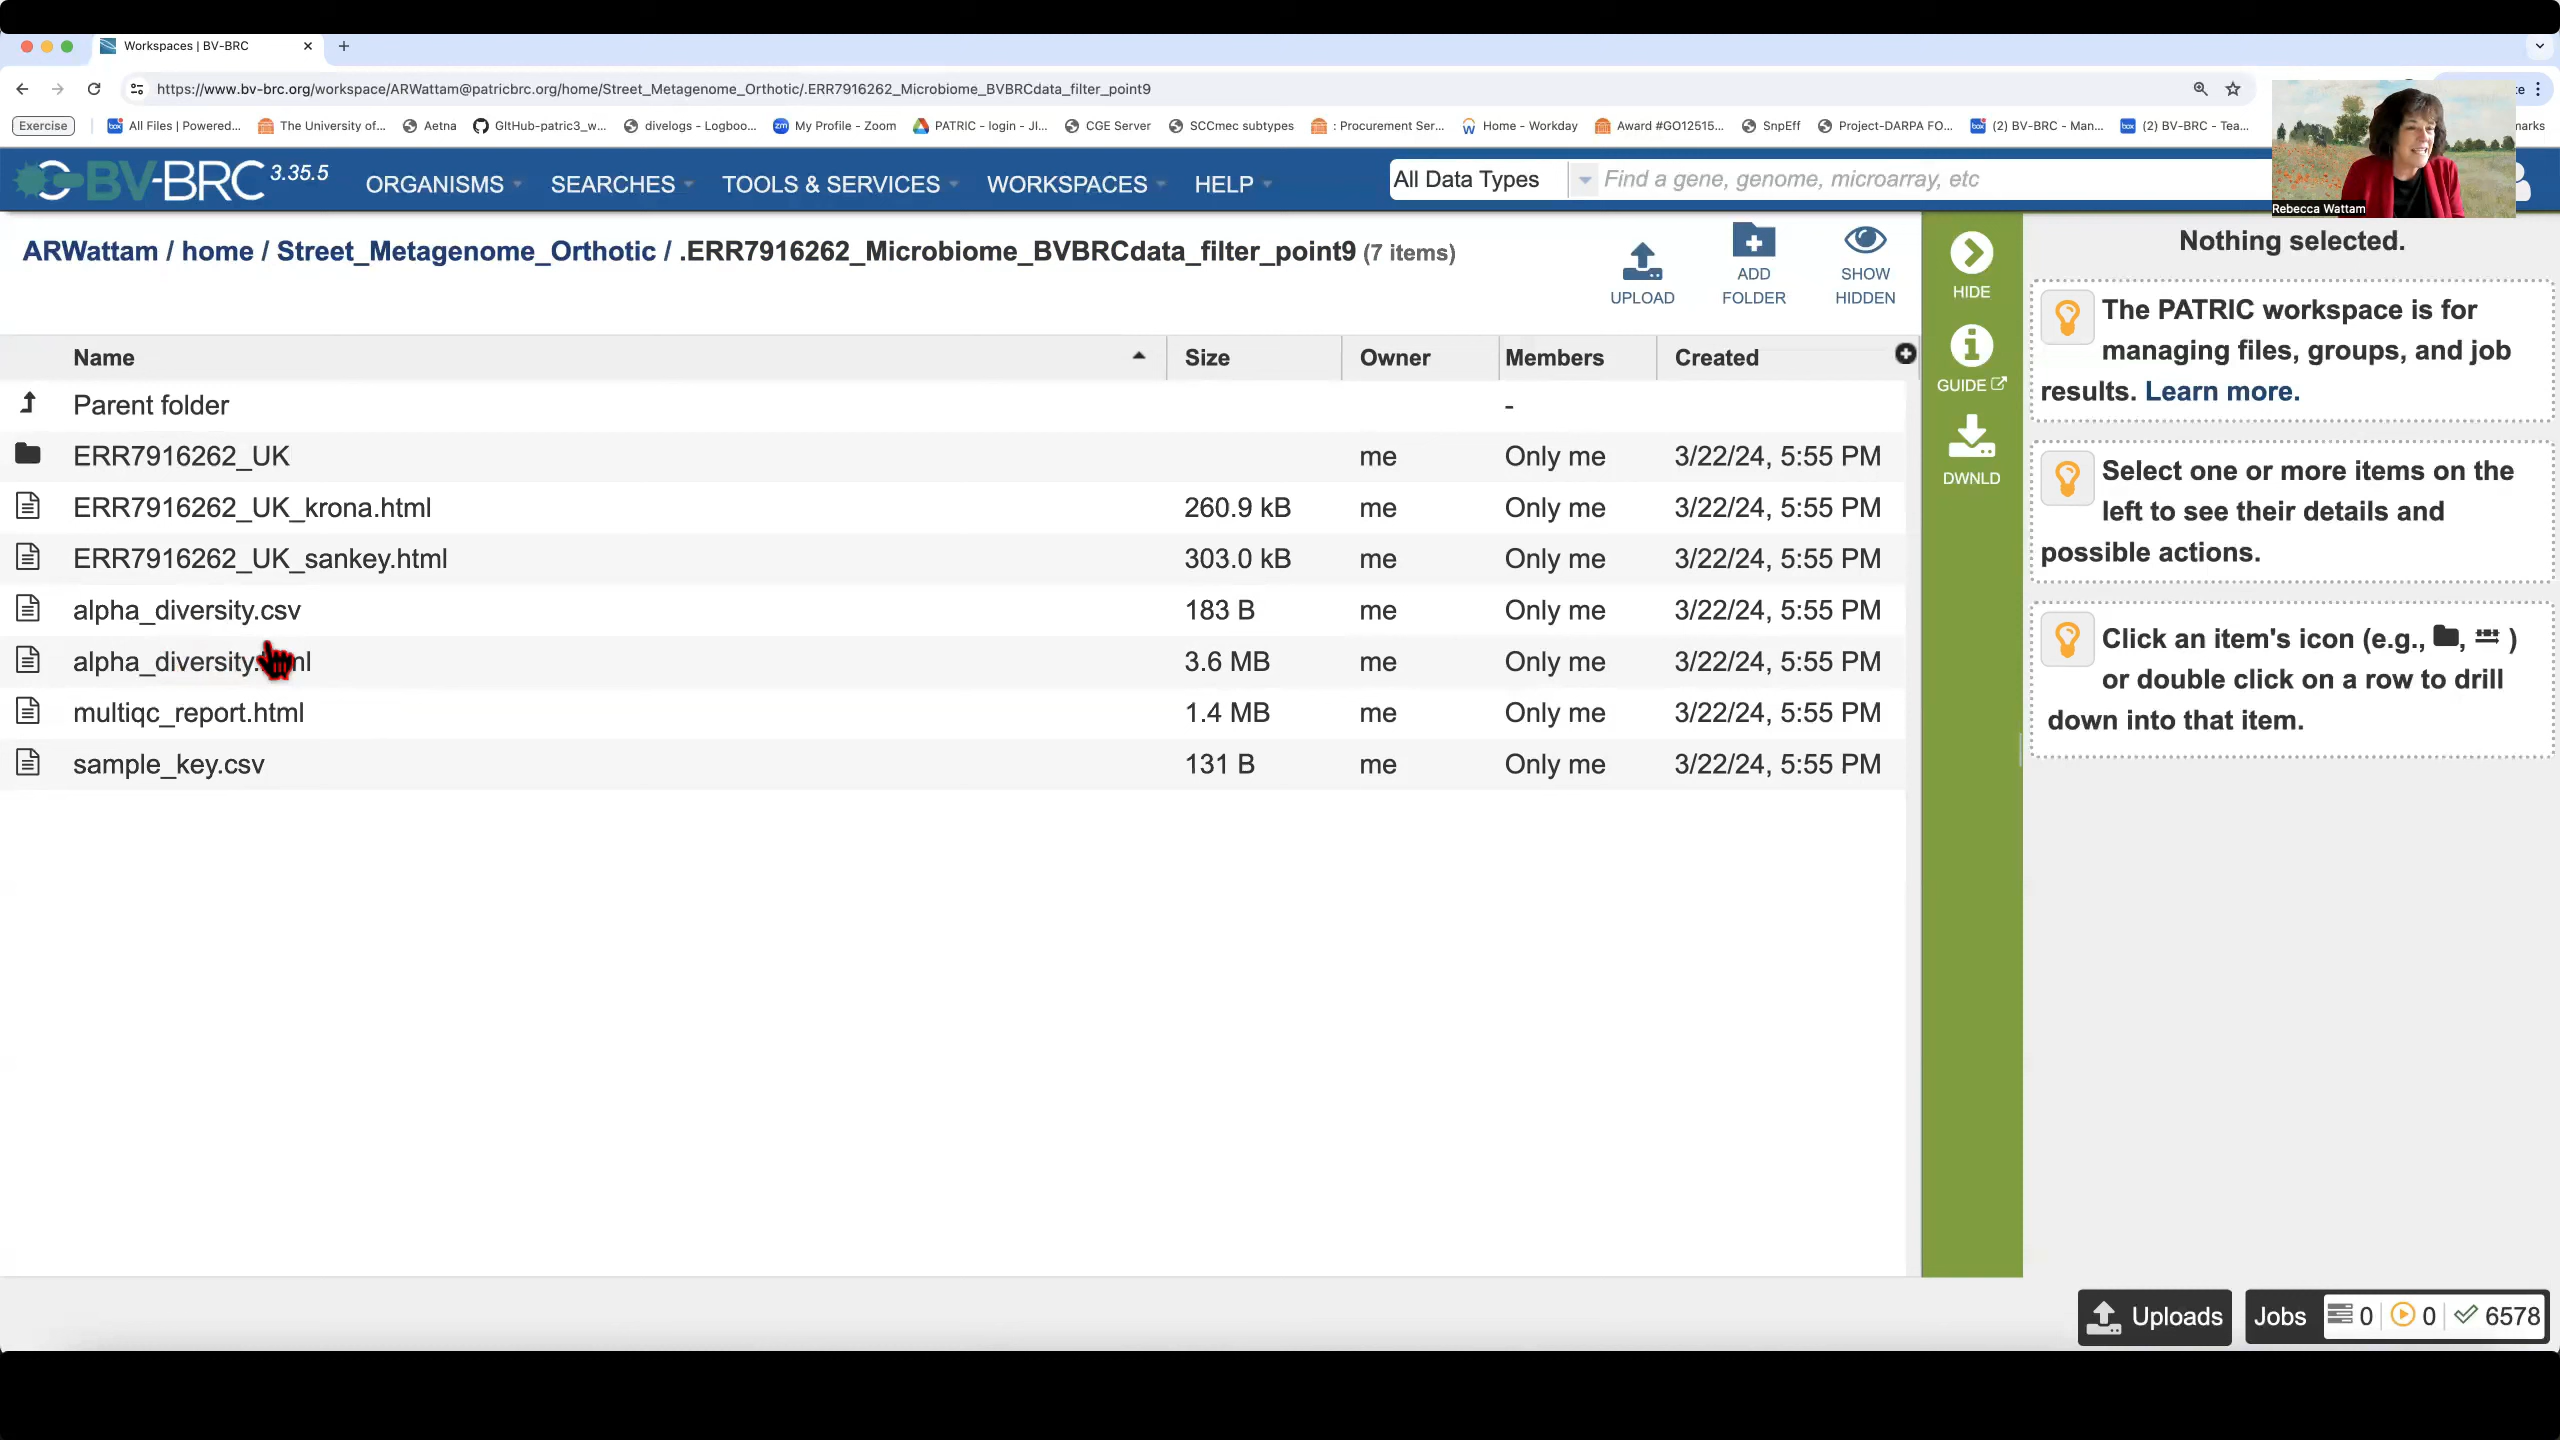 Workspaces | BV-BRC
https://www.bv-brc.org/workspace/ARWattam@patricbrc.org/home/Street_Metagenome_Orthotic/.ERR7916262_Microbiome_BVBRCdata_filter_point9
Exercise All Files | Powered... The University of... Aetna GItHub-patric3_w... divelogs - Logboo... My Profile - Zoom PATRIC - login - JI... CGE Server SCCmec subtypes : Procurement Ser... Home - Workday Award #GO12515... SnpEff Project-DARPA FO... (2) BV-BRC - Man... (2) BV-BRC - Tea...
BV-BRC 3.35.5 ORGANISMS SEARCHES TOOLS & SERVICES WORKSPACES HELP All Data Types Find a gene, genome, microarray, etc
Rebecca Wattam
ARWattam / home / Street_Metagenome_Orthotic / .ERR7916262_Microbiome_BVBRCdata_filter_point9 (7 items)
UPLOAD
ADD FOLDER
SHOW HIDDEN
Name Size Owner Members Created
Parent folder -
ERR7916262_UK me Only me 3/22/24, 5:55 PM
ERR7916262_UK_krona.html 260.9 kB me Only me 3/22/24, 5:55 PM
ERR7916262_UK_sankey.html 303.0 kB me Only me 3/22/24, 5:55 PM
alpha_diversity.csv 183 B me Only me 3/22/24, 5:55 PM
alpha_diversity.html 3.6 MB me Only me 3/22/24, 5:55 PM
multiqc_report.html 1.4 MB me Only me 3/22/24, 5:55 PM
sample_key.csv 131 B me Only me 3/22/24, 5:55 PM
HIDE
GUIDE
DWNLD
Nothing selected.
The PATRIC workspace is for
managing files, groups, and job
results. Learn more.
Select one or more items on the
left to see their details and
possible actions.
Click an item's icon (e.g., , )
or double click on a row to drill
down into that item.
Uploads
Jobs 0 0 6578